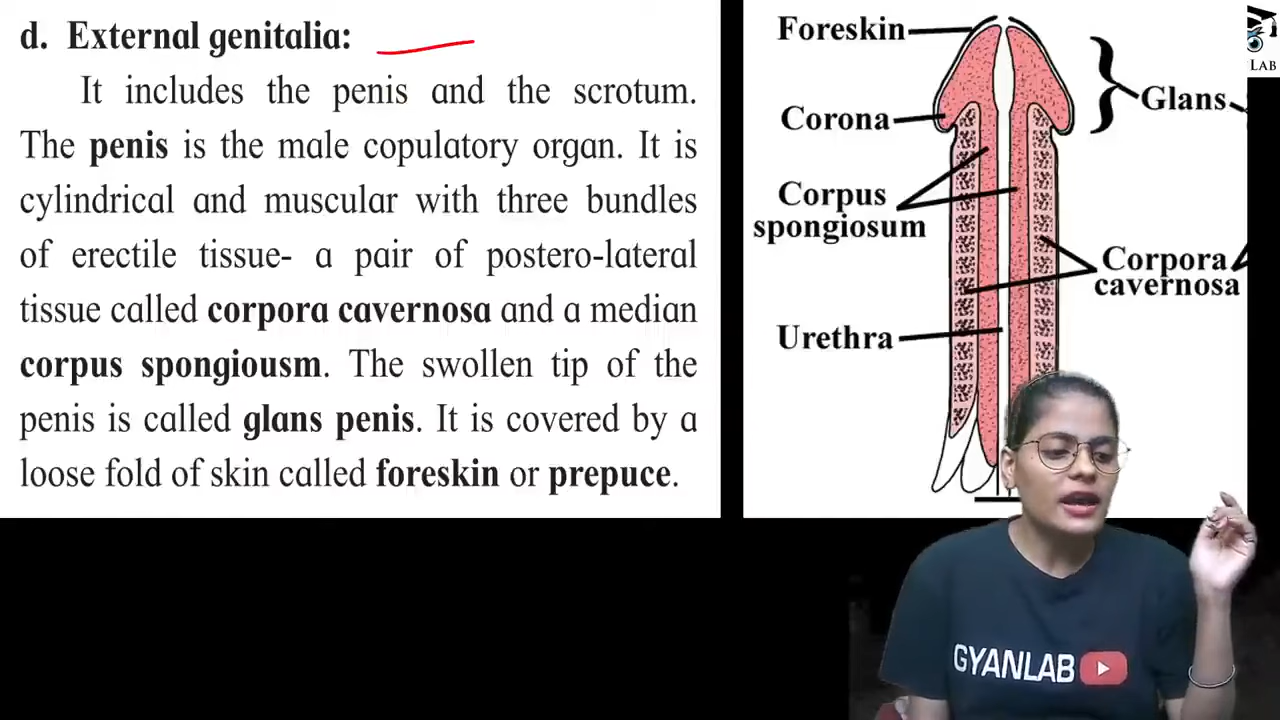 d. External genitalia:
It includes the penis and the scrotum.
The penis is the male copulatory organ. It is
cylindrical and muscular with three bundles
of erectile tissue- a pair of postero-lateral
tissue called corpora cavernosa and a median
corpus spongiousm. The swollen tip of the
penis is called glans penis. It is covered by a
loose fold of skin called foreskin or prepuce.
Foreskin
Glans
Corona
Corpus
spongiosum
Corpora
cavernosa
Urethra
LAB
GYANLAB